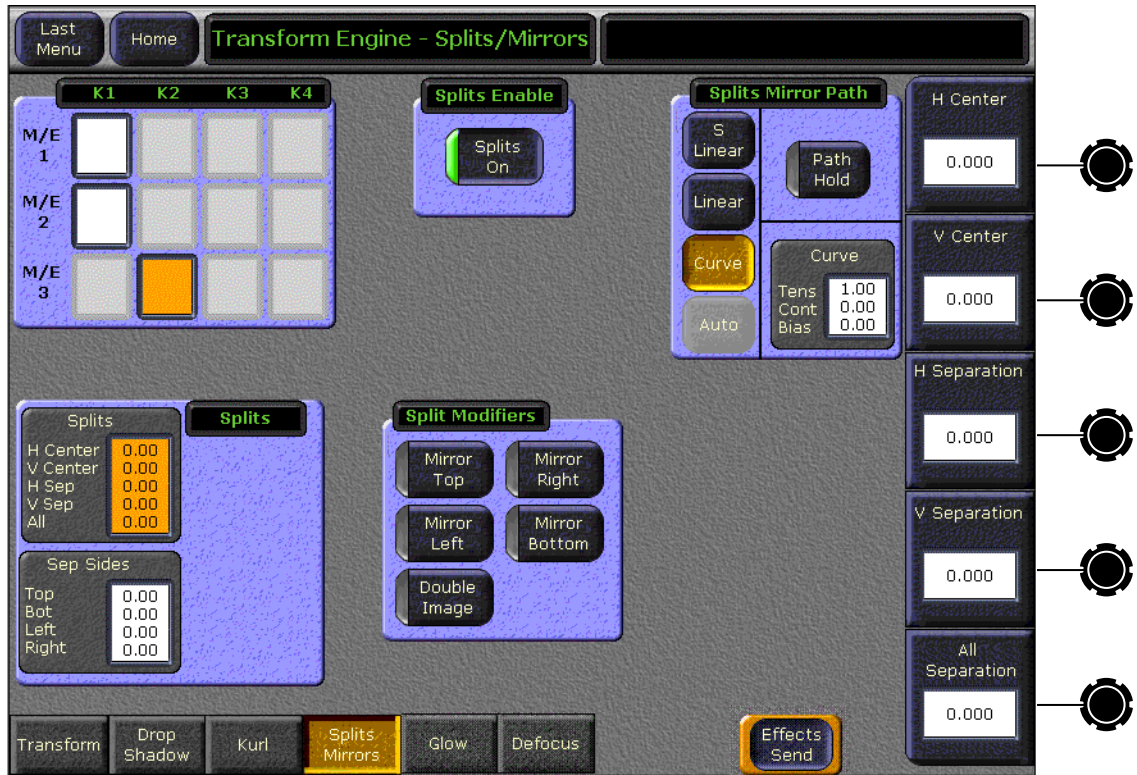 Last
Menu
Home
Transform Engine - Splits/Mirrors
K1 K2 K3 K4
M/E
1
M/E
2
M/E
3
Splits Enable
Splits
On
Splits Mirror Path
S
Linear
Linear
Curve
Auto
Path
Hold
Curve
Tens 1.00
Cont 0.00
Bias 0.00
H Center
0.000
V Center
0.000
H Separation
0.000
V Separation
0.000
All
Separation
0.000
Splits
Splits
H Center 0.00
V Center 0.00
H Sep 0.00
V Sep 0.00
All 0.00
Sep Sides
Top 0.00
Bot 0.00
Left 0.00
Right 0.00
Split Modifiers
Mirror
Top
Mirror
Right
Mirror
Left
Mirror
Bottom
Double
Image
Transform
Drop
Shadow
Kurl
Splits
Mirrors
Glow
Defocus
Effects
Send